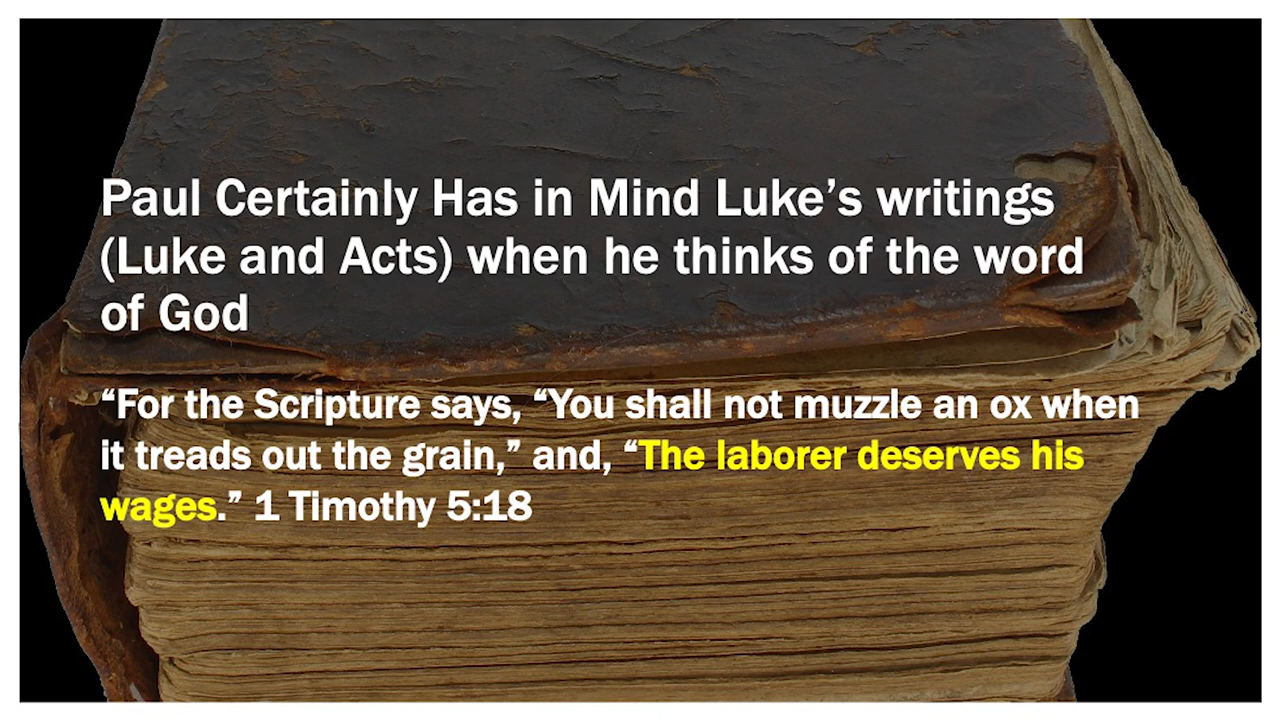 Paul Certainly Has in Mind Luke’s writings
(Luke and Acts) when he thinks of the word
of God
“For the Scripture says, “You shall not muzzle an ox when
it treads out the grain,” and, “The laborer deserves his
wages.” 1 Timothy 5:18